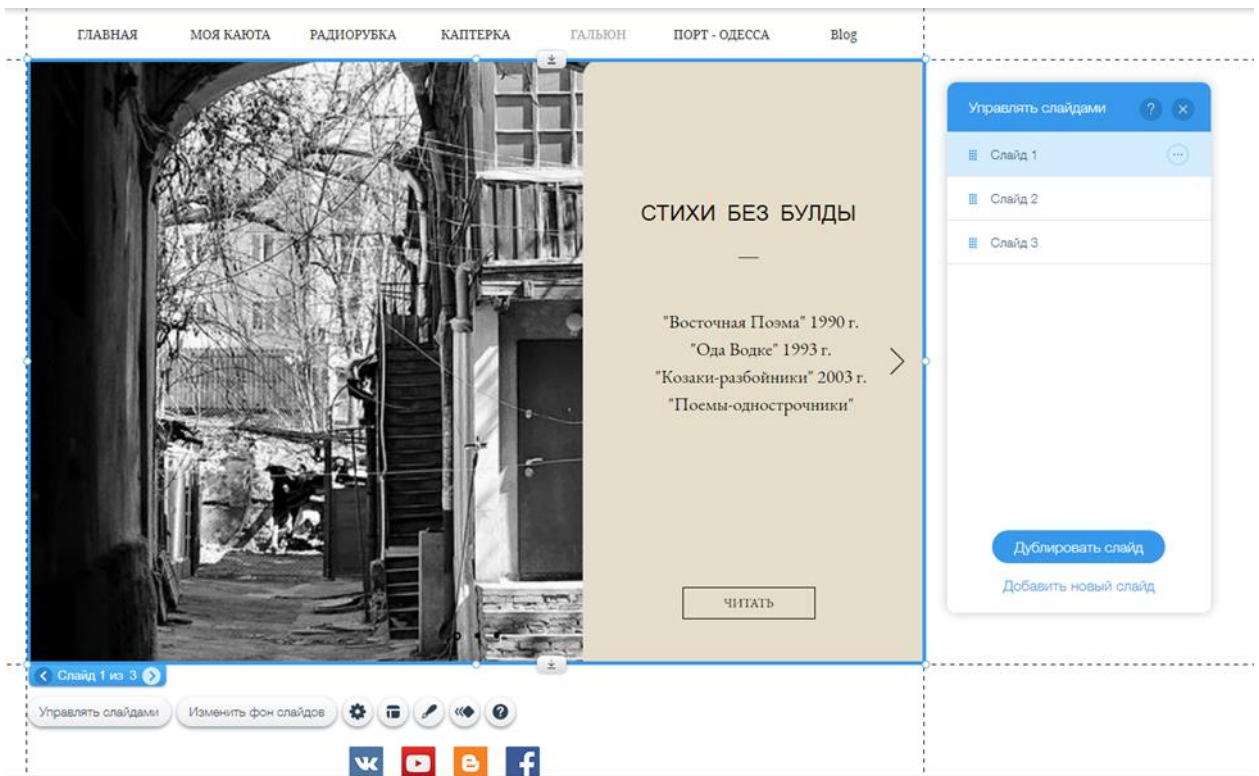 ГЛАВНАЯ МОЯ КАЮТА РАДИОРУБКА КАПТЕРКА ГАЛЬЮН ПОРТ - ОДЕССА Blog
Управлять слайдами ?
Слайд 1
Слайд 2
Слайд 3
СТИХИ БЕЗ БУЛДЫ
"Восточная Поэма" 1990 г.
"Ода Водке" 1993 г.
"Козаки-разбойники" 2003 г.
"Поемы-однострочники"
ЧИТАТЬ
Дублировать слайд
Добавить новый слайд
Слайд 1 из 3
Управлять слайдами Изменить фон слайдов ?